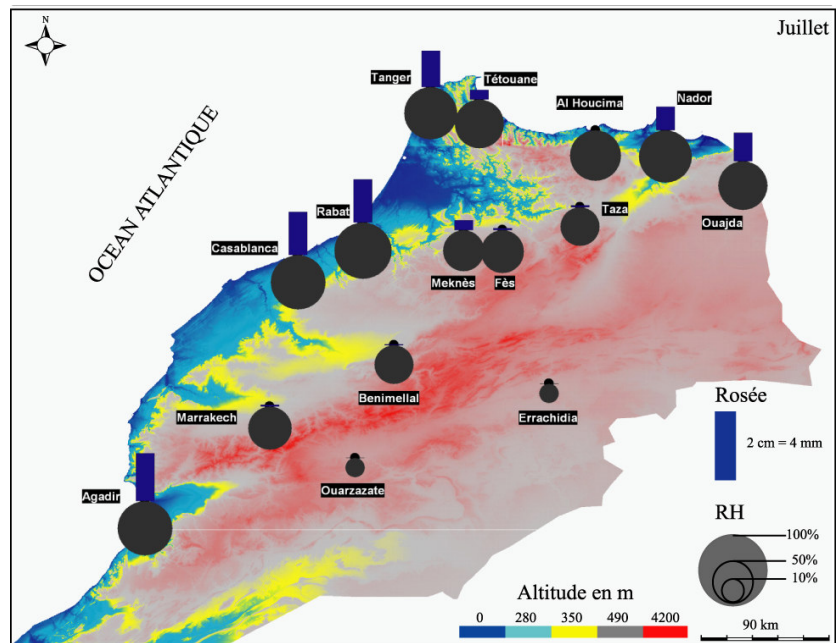 N
Juillet
Tanger
Tétouane
Al Houcima
Nador
OCEAN ATLANTIQUE
Rabat
Taza
Ouajda
Casablanca
Meknès
Fès
Benimellal
Errachidia
Marrakech
Ouarzazate
Agadir
Rosée
2 cm = 4 mm
RH
100%
50%
10%
Altitude en m
0 280 350 490 4200
90 km